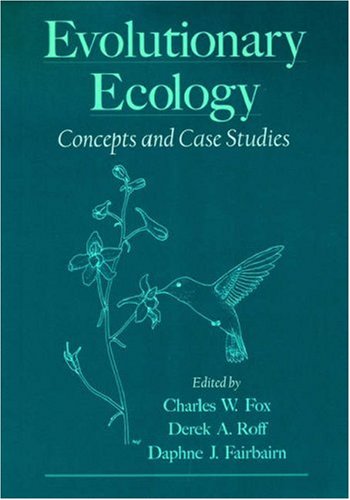 Evolutionary
Ecology
Concepts and Case Studies
Edited by
Charles W. Fox
Derek A. Roff
Daphne J. Fairbairn